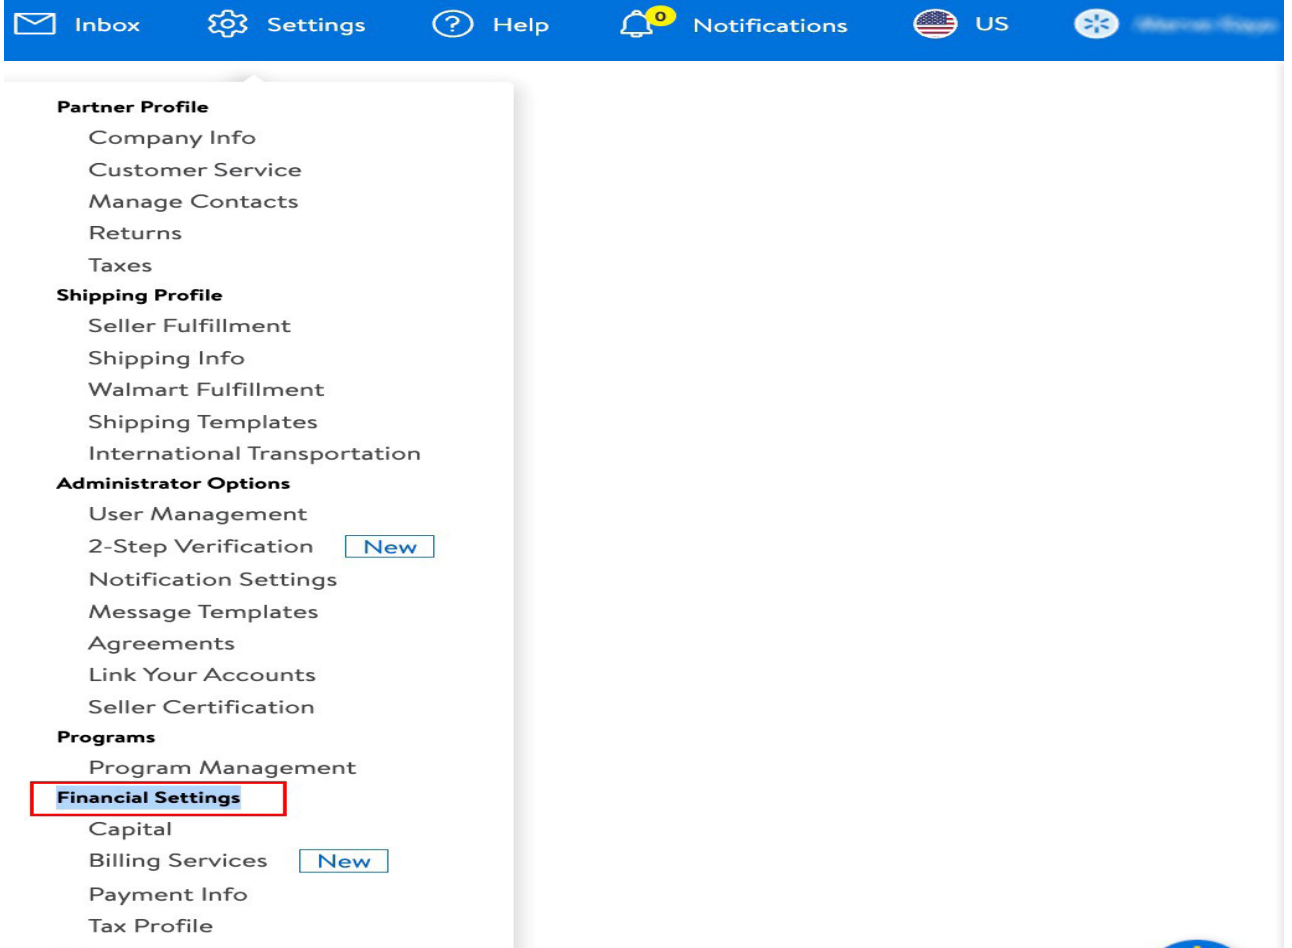 Inbox Settings Help 0 Notifications US
Partner Profile
Company Info
Customer Service
Manage Contacts
Returns
Taxes
Shipping Profile
Seller Fulfillment
Shipping Info
Walmart Fulfillment
Shipping Templates
International Transportation
Administrator Options
User Management
2-Step Verification New
Notification Settings
Message Templates
Agreements
Link Your Accounts
Seller Certification
Programs
Program Management
Financial Settings
Capital
Billing Services New
Payment Info
Tax Profile